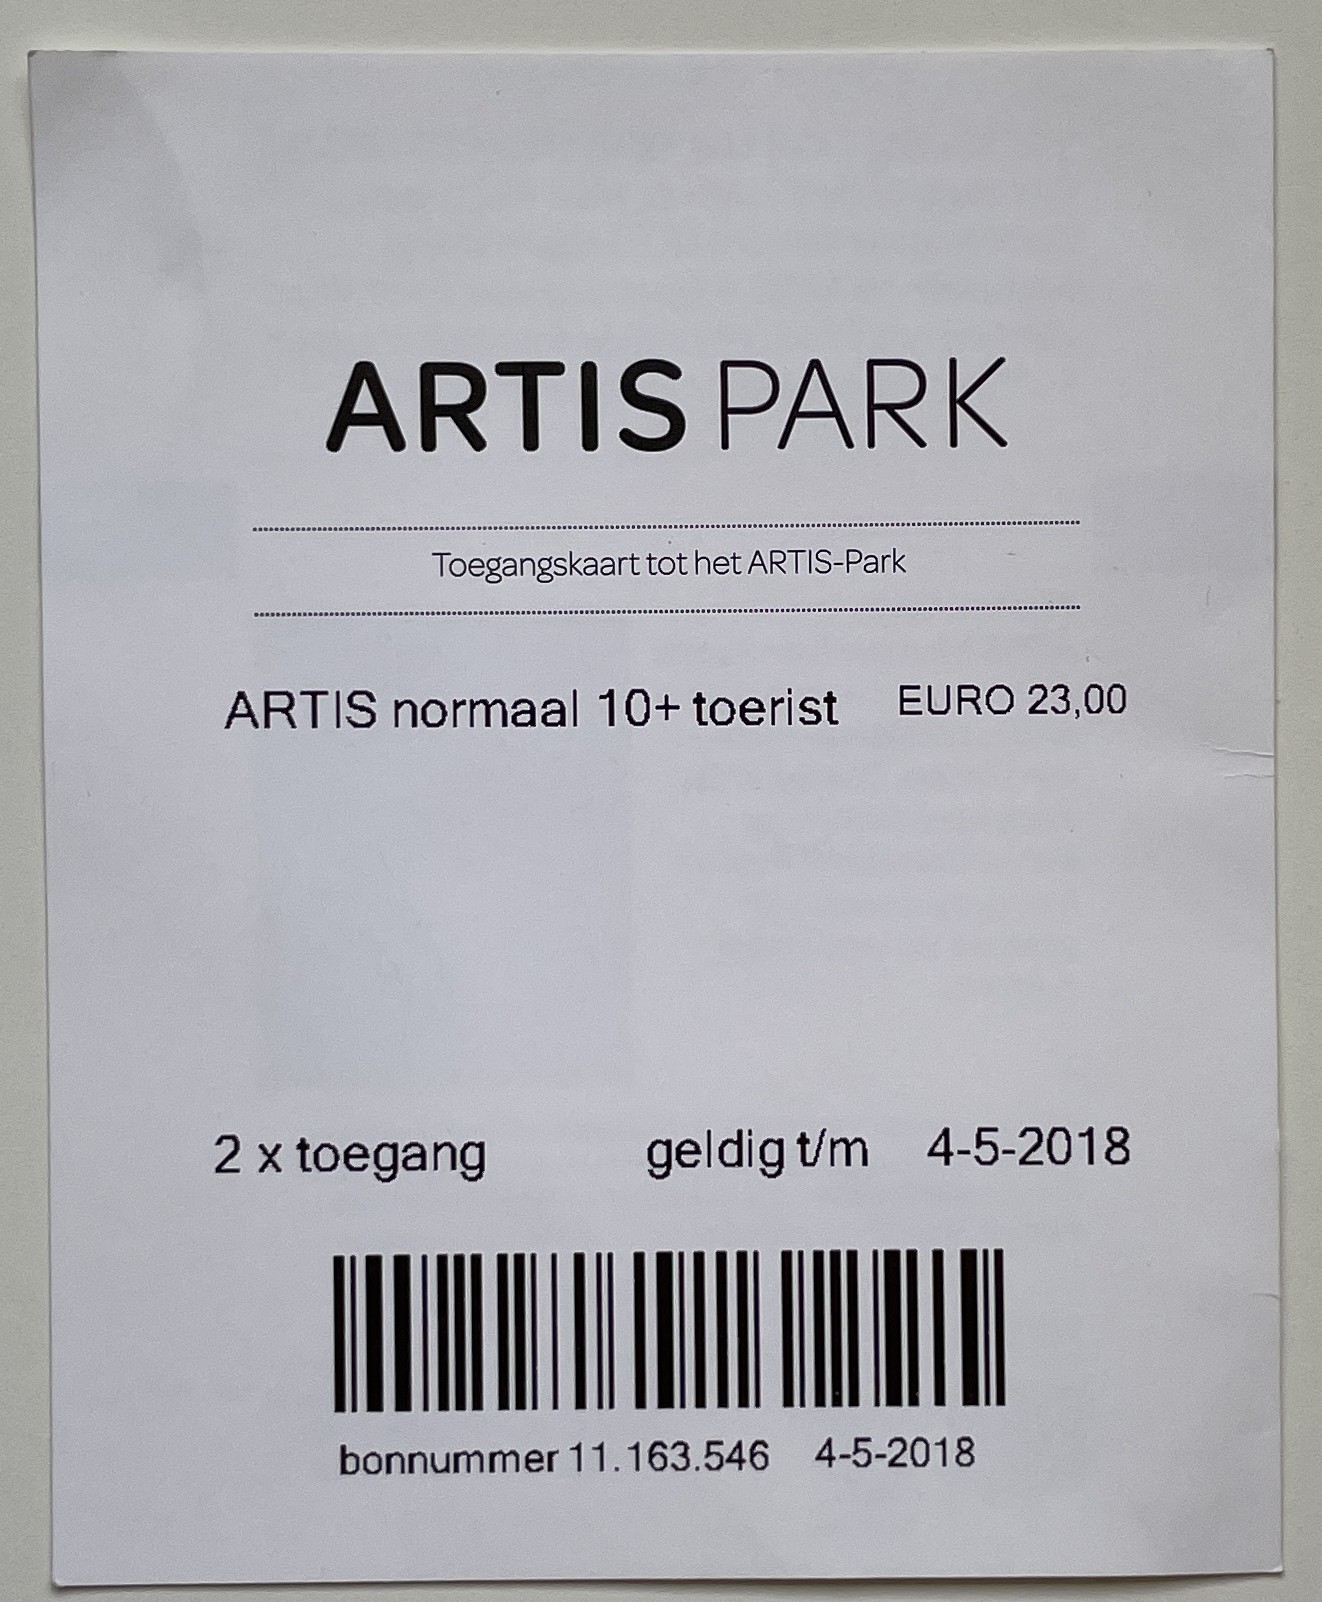 ARTIS PARK
Toegangskaart tot het ARTIS-Park
ARTIS normaal 10+ toerist EURO 23,00
2 x toegang geldig t/m 4-5-2018
bonnummer 11.163.546 4-5-2018